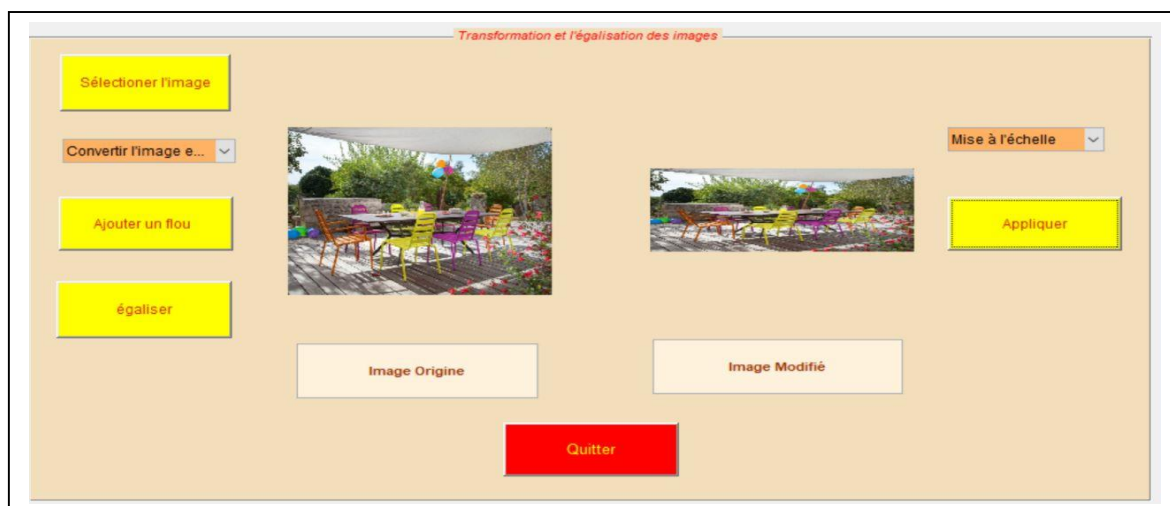 Transformation et l'égalisation des images
Sélectioner l'image
Convertir l'image e...
Mise à l'échelle
Ajouter un flou
Appliquer
égaliser
Image Origine
Image Modifié
Quitter